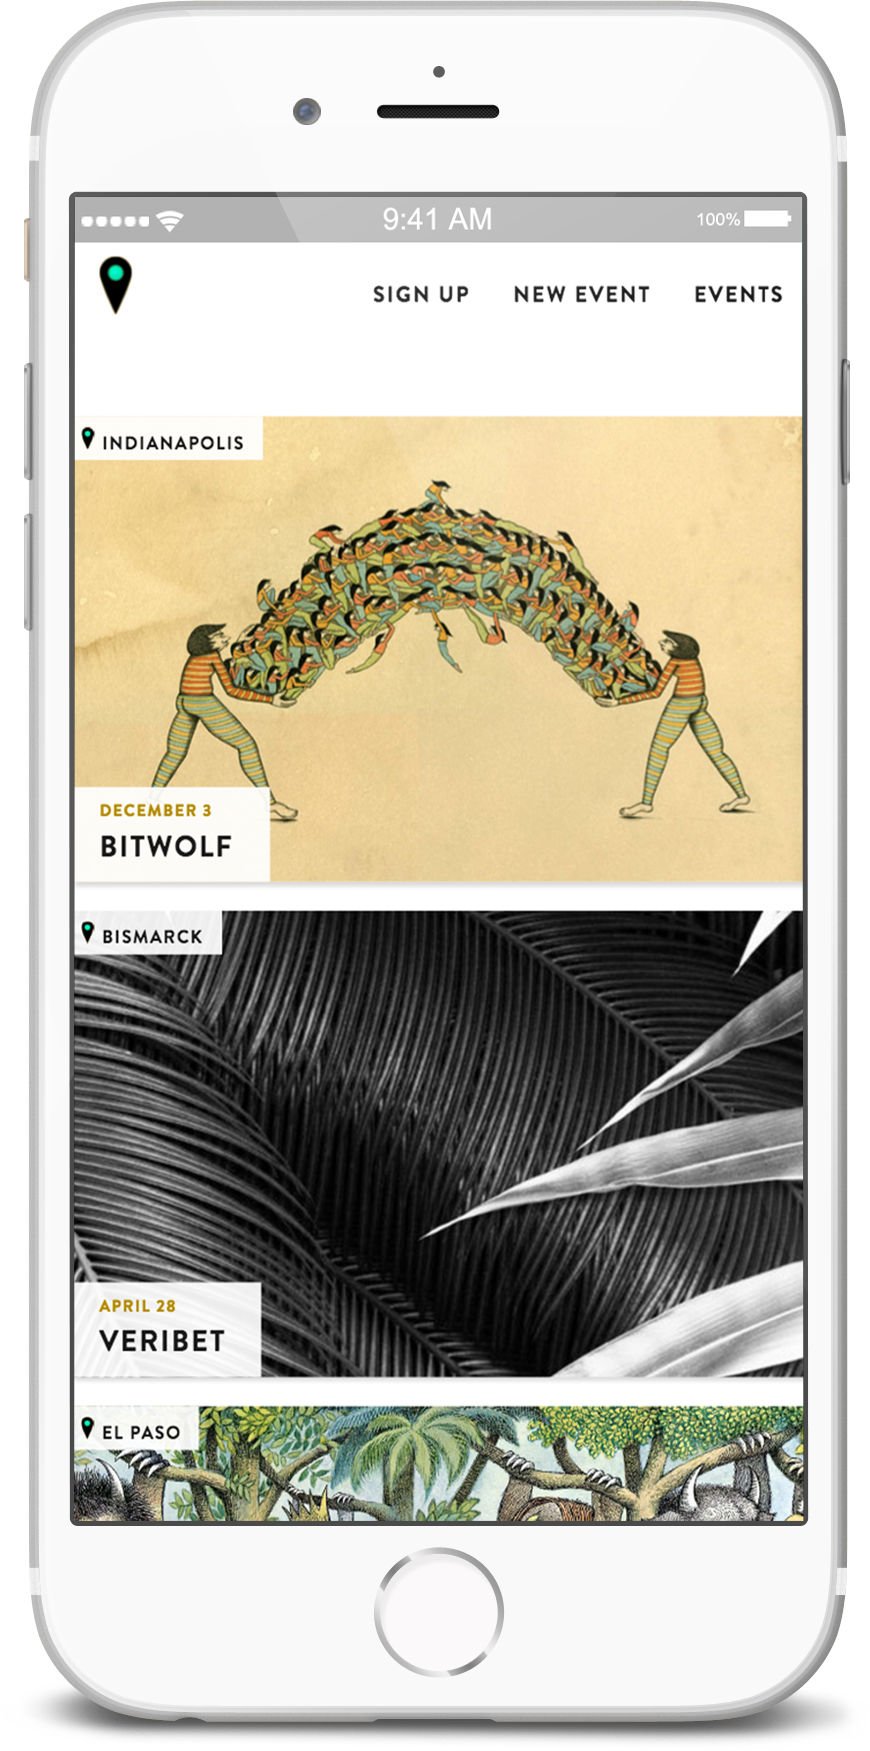 9:41 AM
100%
SIGN UP NEW EVENT EVENTS
INDIANAPOLIS
DECEMBER 3
BITWOLF
BISMARCK
APRIL 28
VERIBET
EL PASO